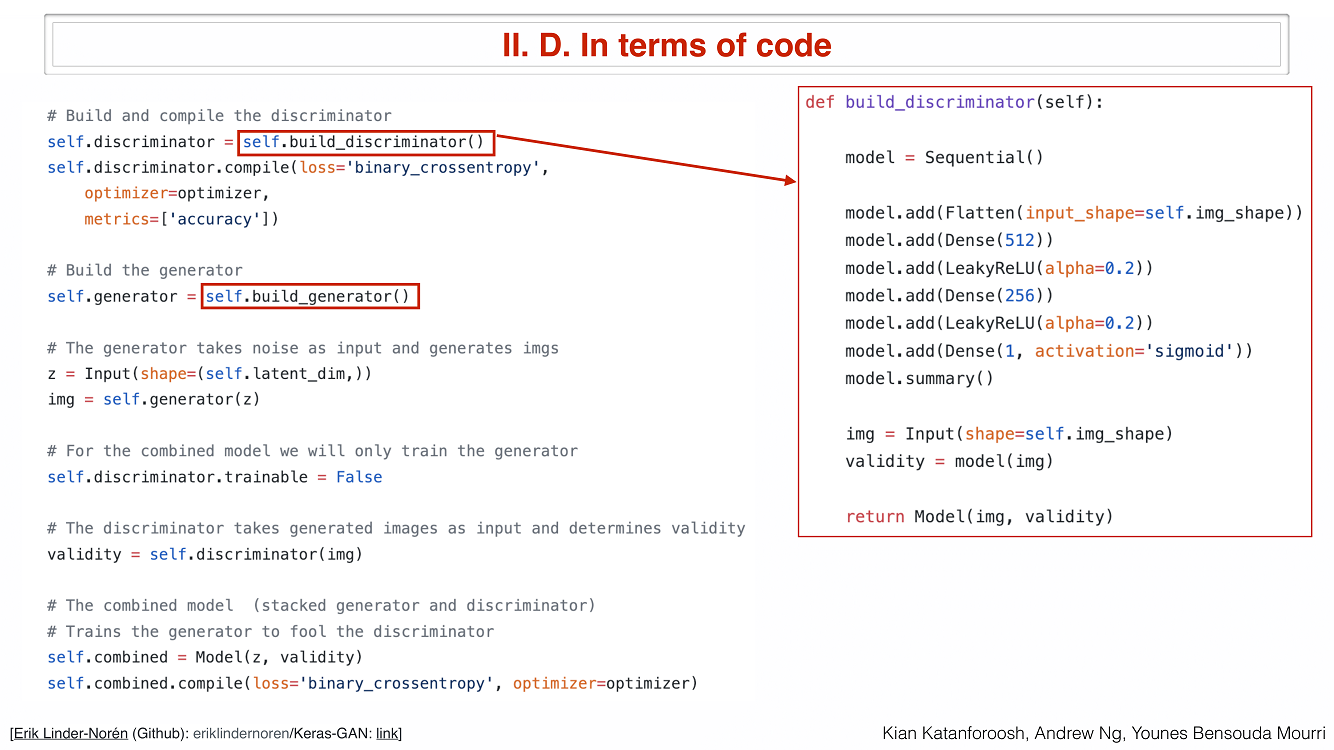 II. D. In terms of code
# Build and compile the discriminator
self.discriminator = self.build_discriminator()
self.discriminator.compile(loss='binary_crossentropy',
    optimizer=optimizer,
    metrics=['accuracy'])
# Build the generator
self.generator = self.build_generator()
# The generator takes noise as input and generates imgs
z = Input(shape=(self.latent_dim,))
img = self.generator(z)
# For the combined model we will only train the generator
self.discriminator.trainable = False
# The discriminator takes generated images as input and determines validity
validity = self.discriminator(img)
# The combined model  (stacked generator and discriminator)
# Trains the generator to fool the discriminator
self.combined = Model(z, validity)
self.combined.compile(loss='binary_crossentropy', optimizer=optimizer)
def build_discriminator(self):
    model = Sequential()
    model.add(Flatten(input_shape=self.img_shape))
    model.add(Dense(512))
    model.add(LeakyReLU(alpha=0.2))
    model.add(Dense(256))
    model.add(LeakyReLU(alpha=0.2))
    model.add(Dense(1, activation='sigmoid'))
    model.summary()
    img = Input(shape=self.img_shape)
    validity = model(img)
    return Model(img, validity)
[Erik Linder-Norén (Github): eriklindernoren/Keras-GAN: link]
Kian Katanforoosh, Andrew Ng, Younes Bensouda Mourri